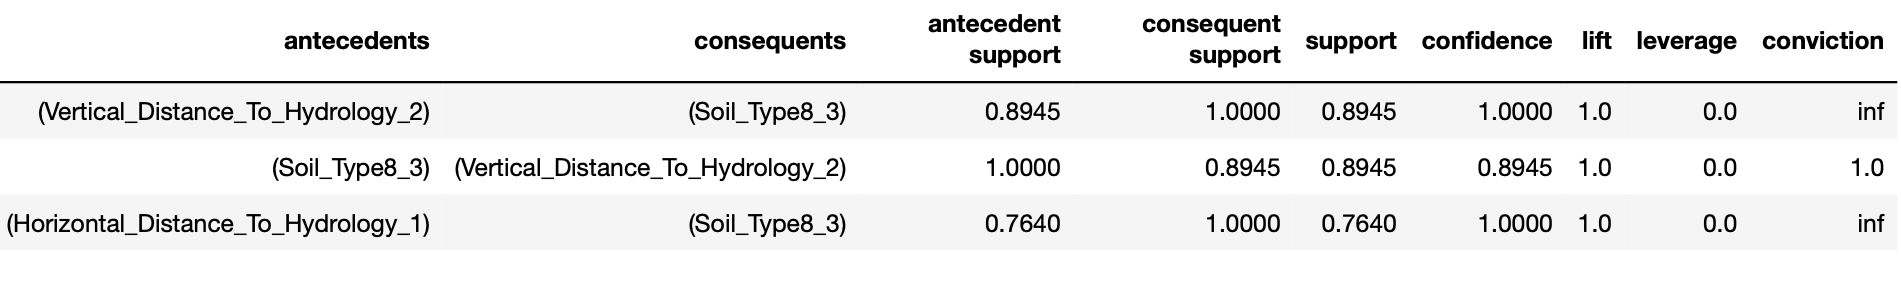 antecedents consequents antecedent support consequent support support confidence lift leverage conviction
(Vertical_Distance_To_Hydrology_2) (Soil_Type8_3) 0.8945 1.0000 0.8945 1.0000 1.0 0.0 inf
(Soil_Type8_3) (Vertical_Distance_To_Hydrology_2) 1.0000 0.8945 0.8945 0.8945 1.0 0.0 1.0
(Horizontal_Distance_To_Hydrology_1) (Soil_Type8_3) 0.7640 1.0000 0.7640 1.0000 1.0 0.0 inf